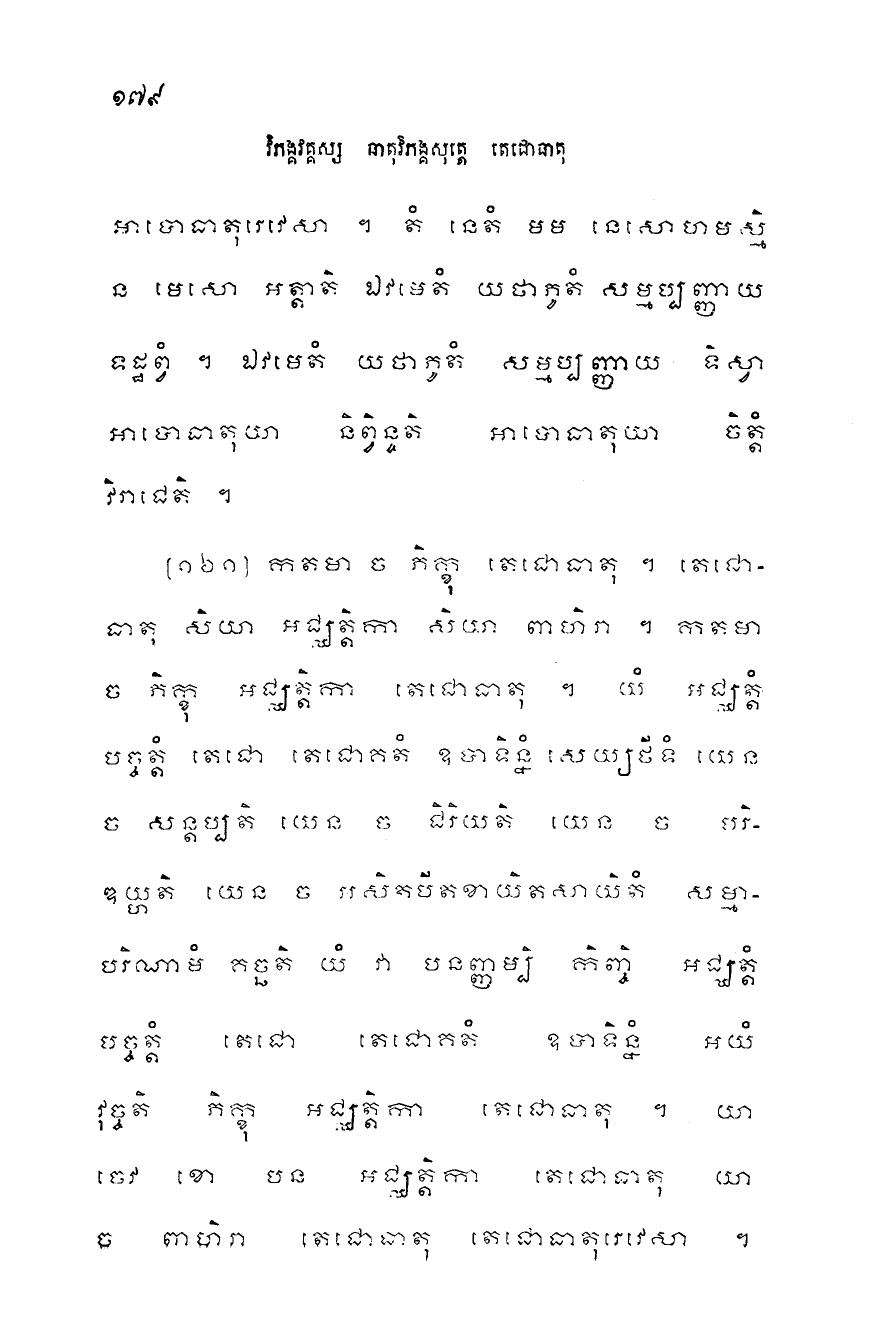 ១៧៩
វិភង្គវគ្គស្ស ធាតុវិភង្គសុត្តេ តេជោធាតុ
អាបោធាតុរេវេសា ។ តំ នេតំ មម នេសោហមស្មិ
ន មេសោ អត្តាតិ ឯវមេតំ យថាភូតំ សម្មប្បញ្ញាយ
ទដ្ឋព្វំ ។ ឯវមេតំ យថាភូតំ សម្មប្បញ្ញាយ ទិស្វា
អាបោធាតុយា និព្វិន្ទតិ អាបោធាតុយា ចិត្តំ
វិរាជេតិ ។
[១៦១] កតមា ច ភិក្ខុ តេជោធាតុ ។ តេជោ-
ធាតុ សិយា អជ្ឈត្តិកា សិយា ពាហិរា ។ កតមា
ច ភិក្ខុ អជ្ឈត្តិកា តេជោធាតុ ។ យំ អជ្ឈត្តំ
បច្ចត្តំ តេជោ តេជោគតំ ឧបាទិន្នំ សេយ្យថីទំ យេន
ច សន្តប្បតិ យេន ច ជិរិយតិ យេន ច បរិ-
ឌយ្ហតិ យេន ច អសិតបីតខាយិតសាយិតំ សម្មា-
បរិណាមំ គច្ឆតិ យំ វា បនញ្ញម្បិ កិញ្ចិ អជ្ឈត្តំ
បច្ចត្តំ តេជោ តេជោគតំ ឧបាទិន្នំ អយំ
វុច្ចតិ ភិក្ខុ អជ្ឈត្តិកា តេជោធាតុ ។ យា
ចេវ ខោ បន អជ្ឈត្តិកា តេជោធាតុ យា
ច ពាហិរា តេជោធាតុ តេជោធាតុរេវេសា ។